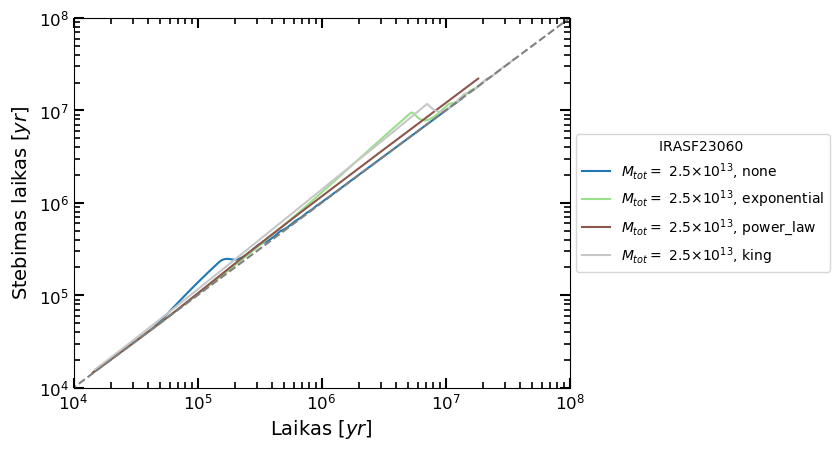 10^8
10^7
10^6
10^5
10^4
Stebimas laikas [yr]
10^4 10^5 10^6 10^7 10^8
Laikas [yr]
IRASF23060
M_tot = 2.5×10^13, none
M_tot = 2.5×10^13, exponential
M_tot = 2.5×10^13, power_law
M_tot = 2.5×10^13, king